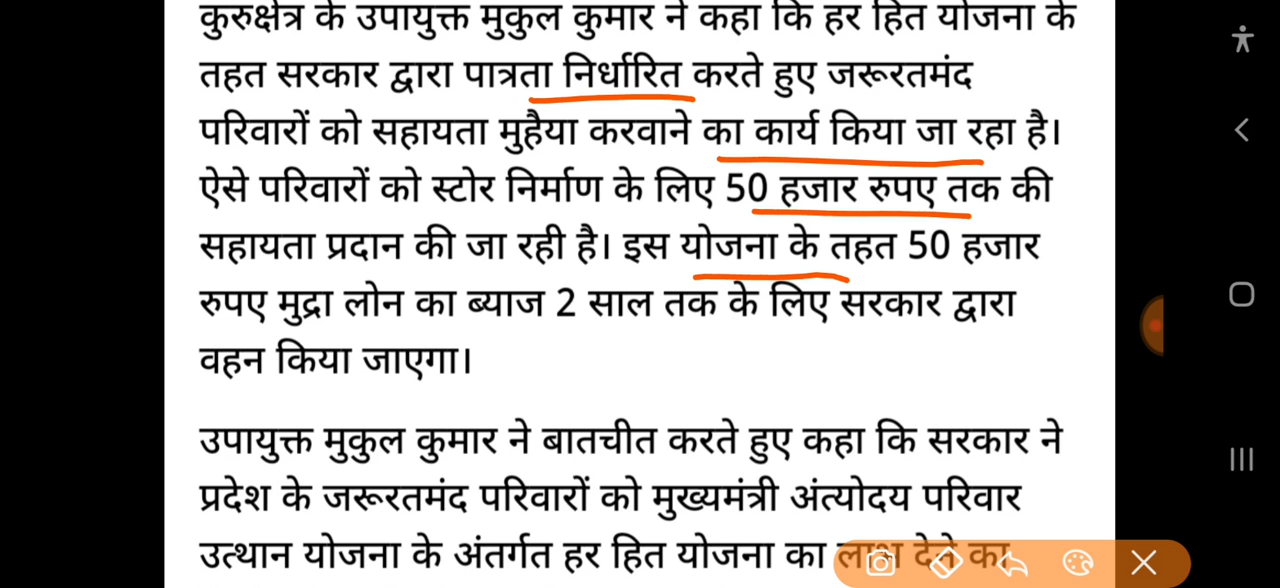 कुरुक्षेत्र के उपायुक्त मुकुल कुमार ने कहा कि हर हित योजना के
तहत सरकार द्वारा पात्रता निर्धारित करते हुए जरूरतमंद
परिवारों को सहायता मुहैया करवाने का कार्य किया जा रहा है।
ऐसे परिवारों को स्टोर निर्माण के लिए 50 हजार रुपए तक की
सहायता प्रदान की जा रही है। इस योजना के तहत 50 हजार
रुपए मुद्रा लोन का ब्याज 2 साल तक के लिए सरकार द्वारा
वहन किया जाएगा।
उपायुक्त मुकुल कुमार ने बातचीत करते हुए कहा कि सरकार ने
प्रदेश के जरूरतमंद परिवारों को मुख्यमंत्री अंत्योदय परिवार
उत्थान योजना के अंतर्गत हर हित योजना का लाभ देने का